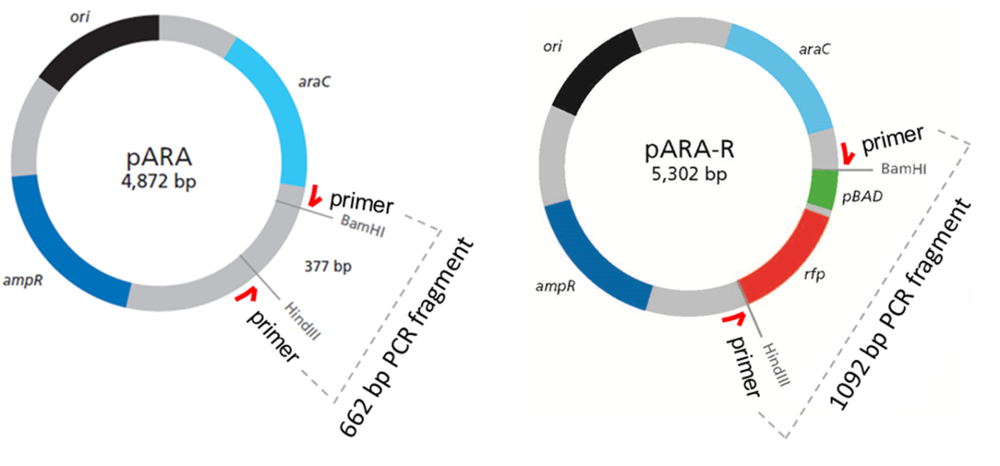 ori
araC
pARA
4,872 bp
primer
BamHI
377 bp
ampR
HindIII
primer
662 bp PCR fragment
ori
araC
pARA-R
5,302 bp
primer
BamHI
pBAD
rfp
ampR
HindIII
primer
1092 bp PCR fragment